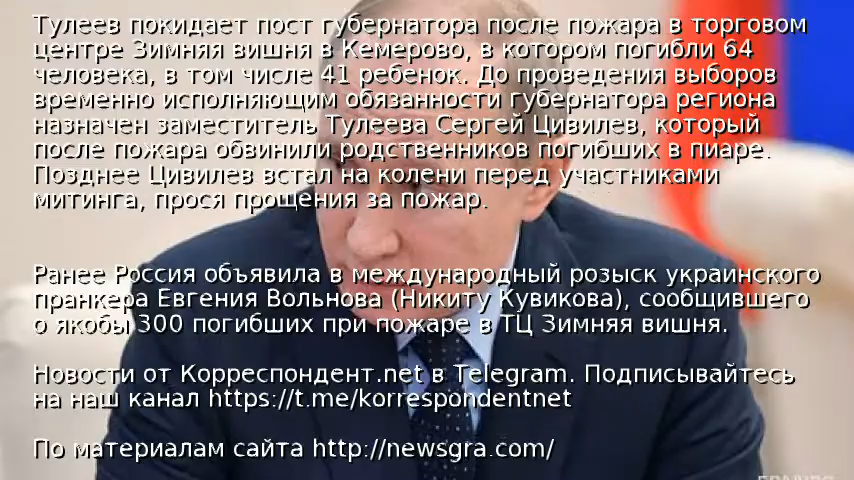 Тулеев покидает пост губернатора после пожара в торговом
центре Зимняя вишня в Кемерово, в котором погибли 64
человека, в том числе 41 ребенок. До проведения выборов
временно исполняющим обязанности губернатора региона
назначен заместитель Тулеева Сергей Цивилев, который
после пожара обвинили родственников погибших в пиаре.
Позднее Цивилев встал на колени перед участниками
митинга, прося прощения за пожар.
Ранее Россия объявила в международный розыск украинского
пранкера Евгения Вольнова (Никиту Кувикова), сообщившего
о якобы 300 погибших при пожаре в ТЦ Зимняя вишня.
Новости от Корреспондент.net в Telegram. Подписывайтесь
на наш канал https://t.me/korrespondentnet
По материалам сайта http://newsgra.com/